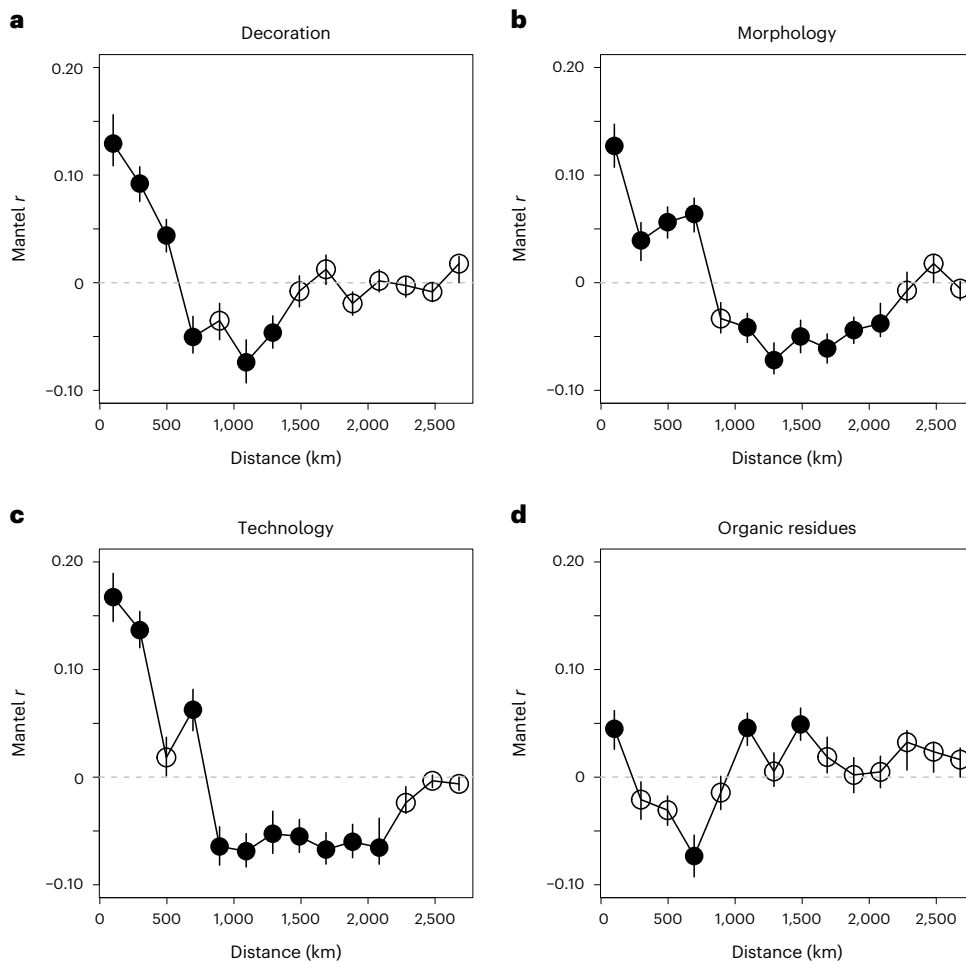 a
Decoration
0.20
0.10
0
−0.10
Mantel r
0 500 1,000 1,500 2,000 2,500
Distance (km)
b
Morphology
0.20
0.10
0
−0.10
Mantel r
0 500 1,000 1,500 2,000 2,500
Distance (km)
c
Technology
0.20
0.10
0
−0.10
Mantel r
0 500 1,000 1,500 2,000 2,500
Distance (km)
d
Organic residues
0.20
0.10
0
−0.10
Mantel r
0 500 1,000 1,500 2,000 2,500
Distance (km)